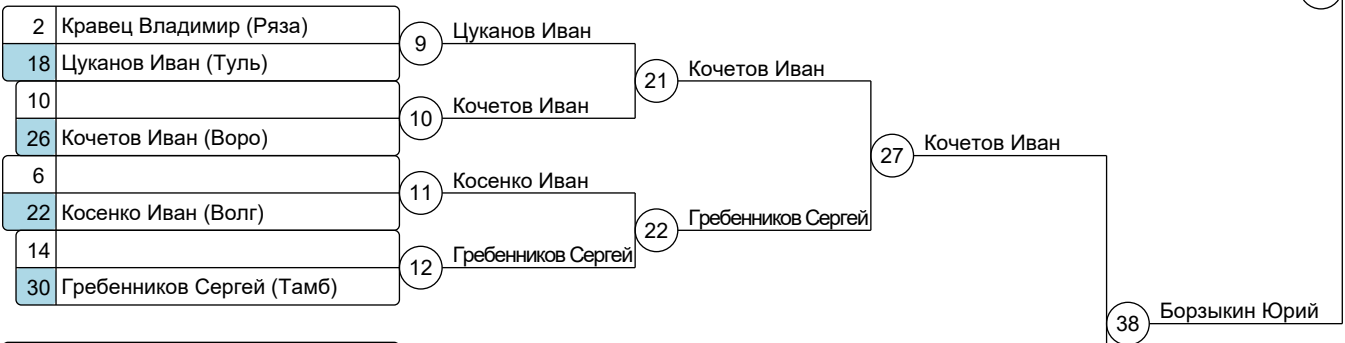 2 Кравец Владимир (Ряза)
18 Цуканов Иван (Туль)
9 Цуканов Иван
10
26 Кочетов Иван (Воро)
10 Кочетов Иван
21 Кочетов Иван
6
22 Косенко Иван (Волг)
11 Косенко Иван
14
30 Гребенников Сергей (Тамб)
12 Гребенников Сергей
22 Гребенников Сергей
27 Кочетов Иван
38 Борзыкин Юрий